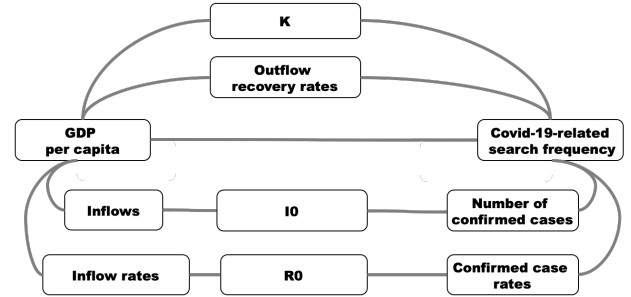 K
Outflow
recovery rates
GDP
per capita
Covid-19-related
search frequency
Inflows
I0
Number of
confirmed cases
Inflow rates
R0
Confirmed case
rates